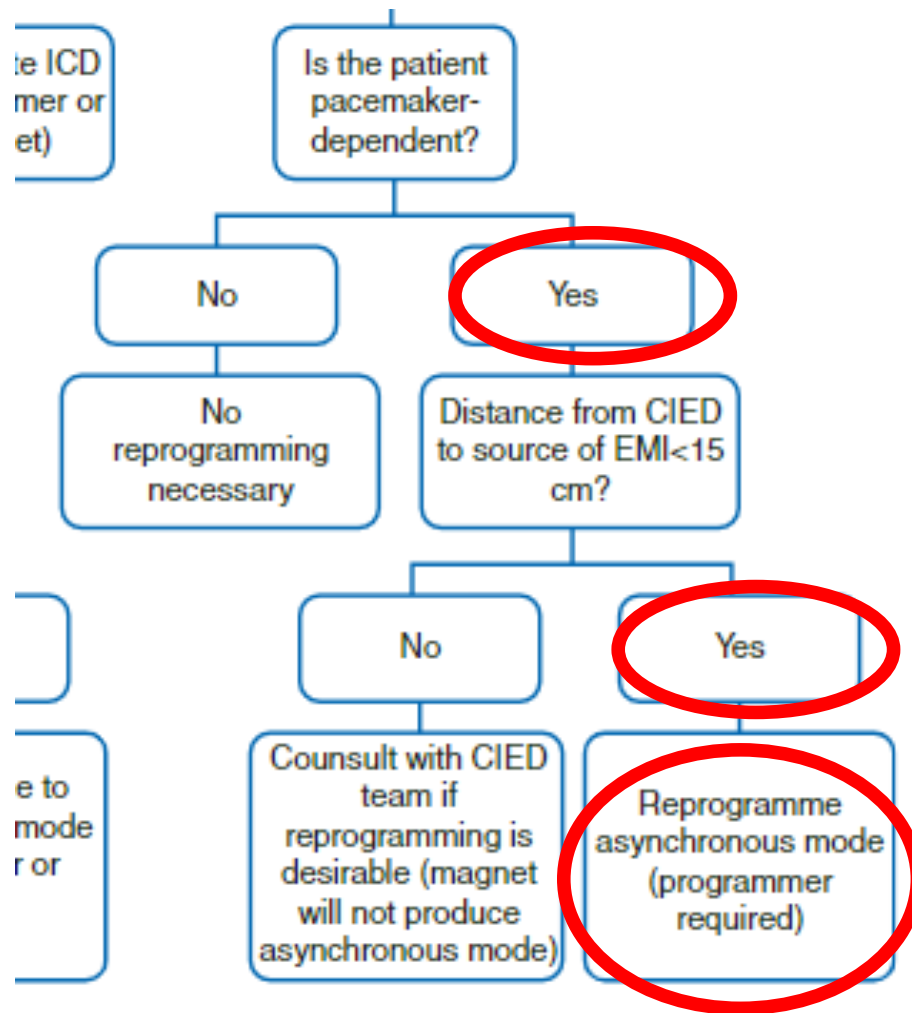 te ICD
mer or
et)
Is the patient
pacemaker-
dependent?
No
Yes
No
reprogramming
necessary
Distance from CIED
to source of EMI<15
cm?
No
Yes
e to
mode
r or
Counsult with CIED
team if
reprogramming is
desirable (magnet
will not produce
asynchronous mode)
Reprogramme
asynchronous mode
(programmer
required)